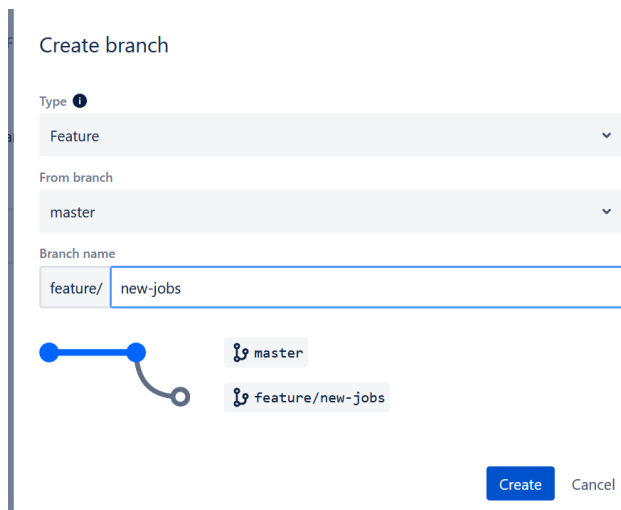 Create branch
Type
Feature
From branch
master
Branch name
feature/ new-jobs
master
feature/new-jobs
Create Cancel